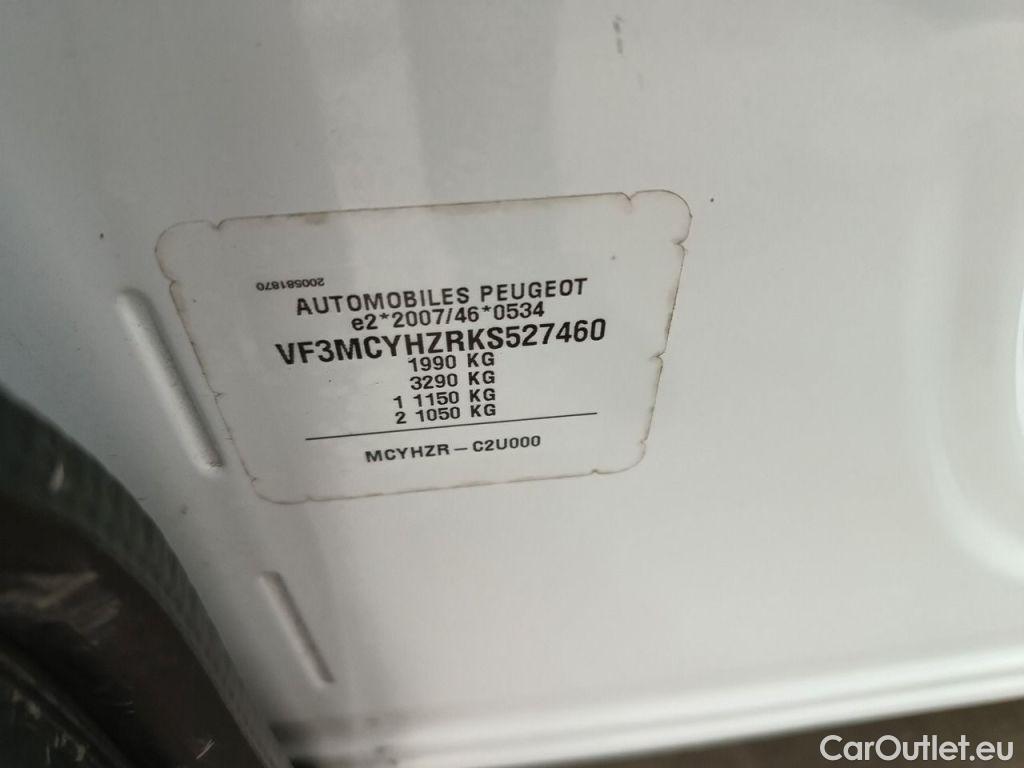 200581870
AUTOMOBILES PEUGEOT
e2*2007/46*0534
VF3MCYHZRKS527460
1990 KG
3290 KG
1 1150 KG
2 1050 KG
MCYHZR – C2U000
CarOutlet.eu